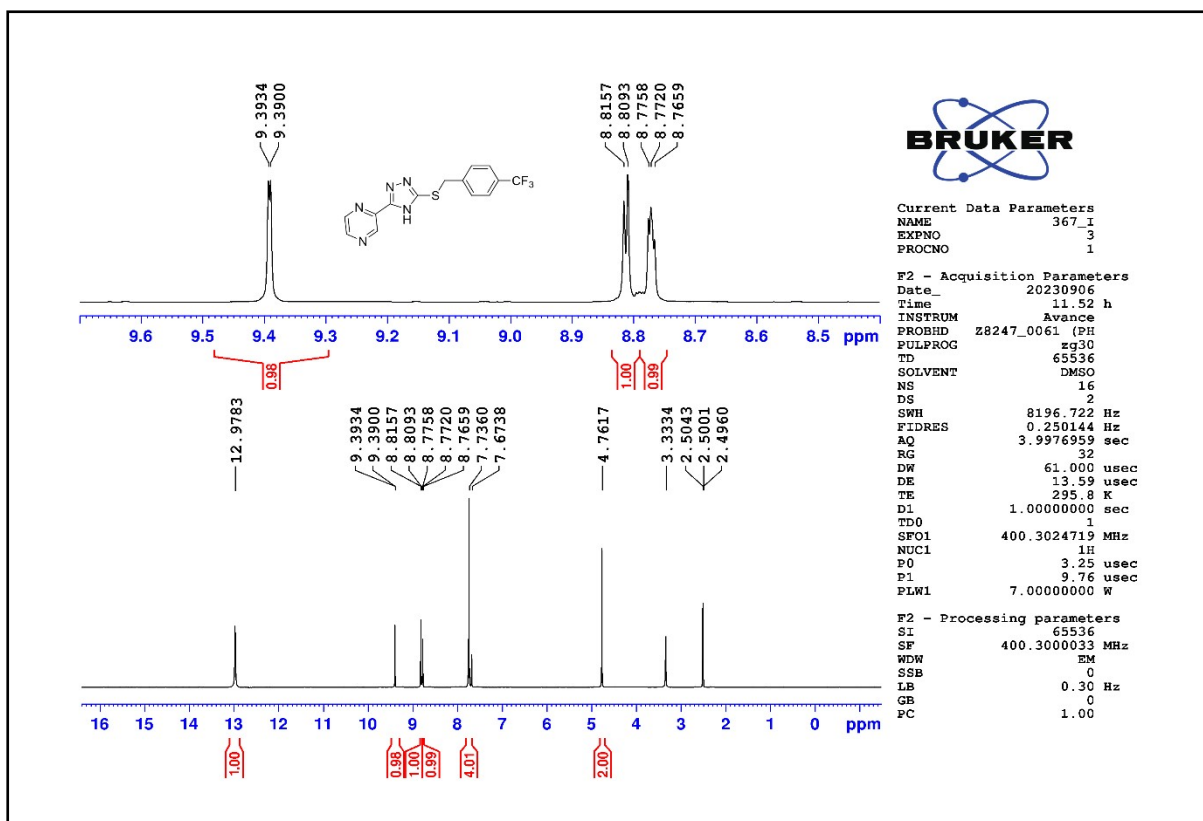 9.3934
9.3900
8.8157
8.8093
8.7758
8.7720
8.7659
N N
N
N
N
H
S
CF3
9.6 9.5 9.4 9.3 9.2 9.1 9.0 8.9 8.8 8.7 8.6 8.5 ppm
0.98
1.00
0.99
12.9783
9.3934
9.3900
8.8157
8.8093
8.7758
8.7720
8.7659
7.7360
7.6738
4.7617
3.3334
2.5043
2.5001
2.4960
16 15 14 13 12 11 10 9 8 7 6 5 4 3 2 1 0 ppm
1.00
0.98
1.00
0.99
4.01
2.00
BRUKER
Current Data Parameters
NAME 367_I
EXPNO 3
PROCNO 1
F2 - Acquisition Parameters
Date_ 20230906
Time 11.52 h
INSTRUM Avance
PROBHD Z8247_0061 (PH
PULPROG zg30
TD 65536
SOLVENT DMSO
NS 16
DS 2
SWH 8196.722 Hz
FIDRES 0.250144 Hz
AQ 3.9976959 sec
RG 32
DW 61.000 usec
DE 13.59 usec
TE 295.8 K
D1 1.00000000 sec
TD0 1
SFO1 400.3024719 MHz
NUC1 1H
P0 3.25 usec
P1 9.76 usec
PLW1 7.00000000 W
F2 - Processing parameters
SI 65536
SF 400.3000033 MHz
WDW EM
SSB 0
LB 0.30 Hz
GB 0
PC 1.00